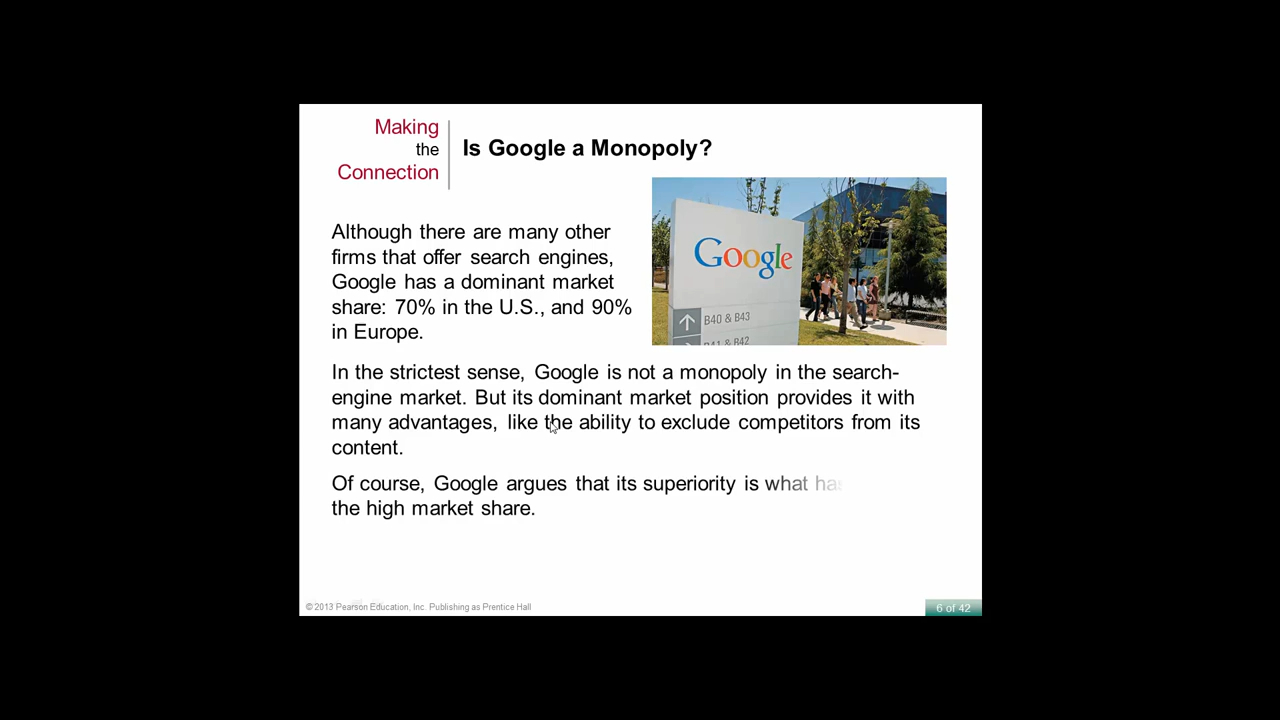 Making
the
Connection
Is Google a Monopoly?
Although there are many other
firms that offer search engines,
Google has a dominant market
share: 70% in the U.S., and 90%
in Europe.
Google
B40 & B43
B41 & B42
In the strictest sense, Google is not a monopoly in the search-
engine market. But its dominant market position provides it with
many advantages, like the ability to exclude competitors from its
content.
Of course, Google argues that its superiority is what has
the high market share.
© 2013 Pearson Education, Inc. Publishing as Prentice Hall
6 of 42